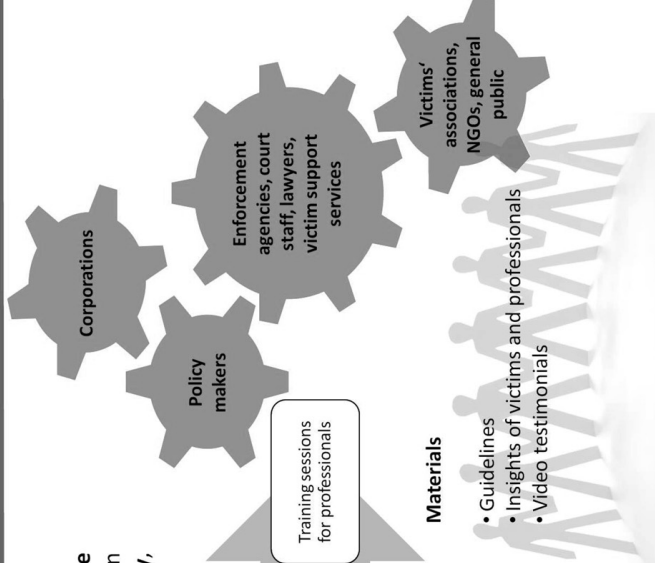 Corporations
Policy
makers
Enforcement
agencies, court
staff, lawyers,
victim support
services
Victims‘
associations,
NGOs, general
public
Training sessions
for professionals
Materials
• Guidelines
• Insights of victims and professionals
• Video testimonials